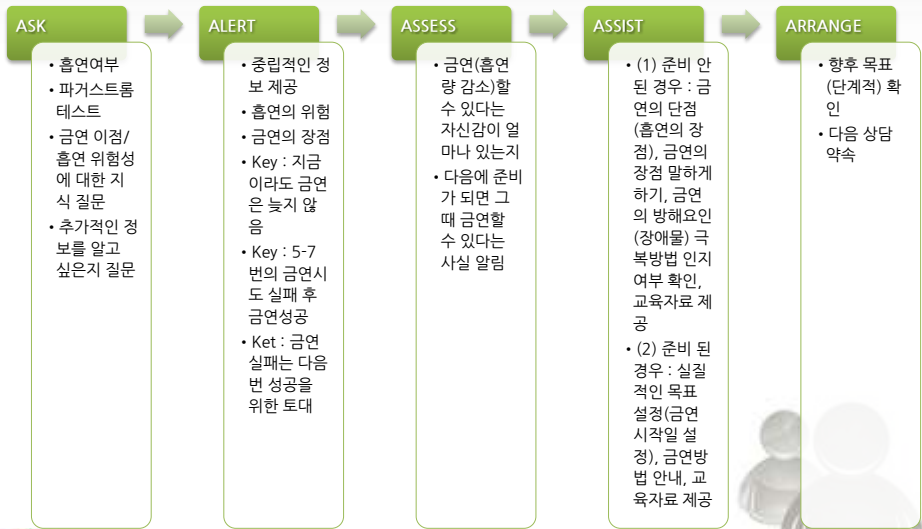 ASK
• 흡연여부
• 파거스트롬
테스트
• 금연 이점/
흡연 위험성
에 대한 지
식 질문
• 추가적인 정
보를 알고
싶은지 질문
ALERT
• 중립적인 정
보 제공
• 흡연의 위험
• 금연의 장점
• Key : 지금
이라도 금연
은 늦지 않
음
• Key : 5-7
번의 금연시
도 실패 후
금연성공
• Ket : 금연
실패는 다음
번 성공을
위한 토대
ASSESS
• 금연(흡연
량 감소)할
수 있다는
자신감이 얼
마나 있는지
• 다음에 준비
가 되면 그
때 금연할
수 있다는
사실 알림
ASSIST
• (1) 준비 안
된 경우 : 금
연의 단점
(흡연의 장
점), 금연의
장점 말하게
하기, 금연
의 방해요인
(장애물) 극
복방법 인지
여부 확인,
교육자료 제
공
• (2) 준비 된
경우 : 실질
적인 목표
설정(금연
시작일 설
정), 금연방
법 안내, 교
육자료 제공
ARRANGE
• 향후 목표
(단계적) 확
인
• 다음 상담
약속